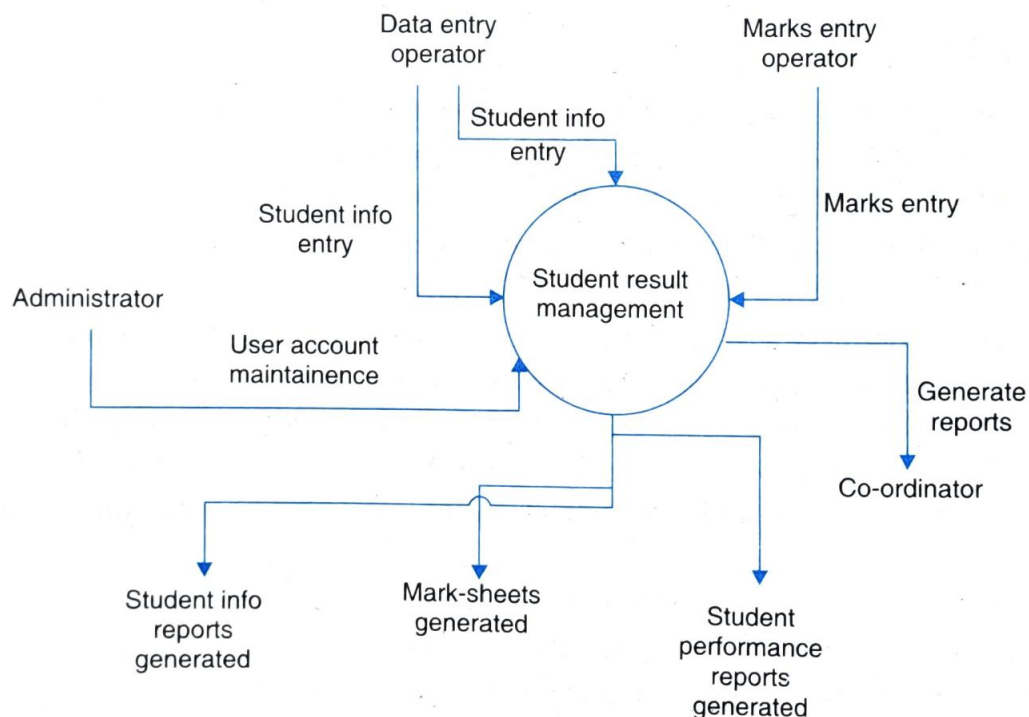 Data entry
operator
Marks entry
operator
Student info
entry
Student info
entry
Marks entry
Student result
management
Administrator
User account
maintainence
Generate
reports
Co-ordinator
Student info
reports
generated
Mark-sheets
generated
Student
performance
reports
generated